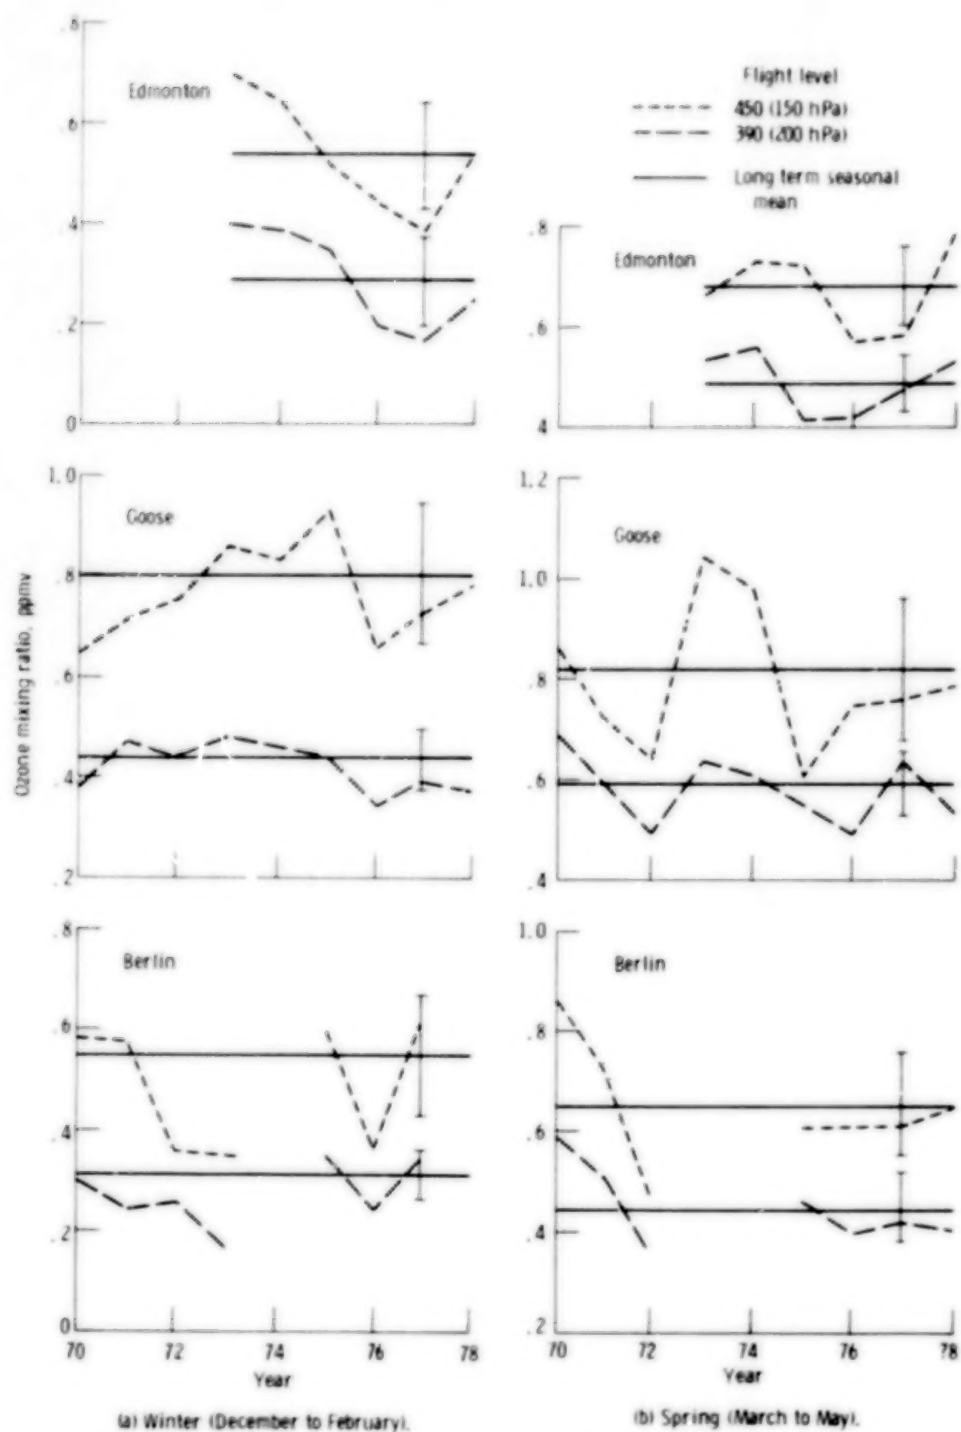 .8
.6
.4
.2
0
Edmonton
Flight level
450 (150 hPa)
390 (200 hPa)
Long term seasonal
mean
.8
.6
.4
Edmonton
Ozone mixing ratio, ppmv
1.0
.8
.6
.4
.2
Goose
1.2
1.0
.8
.6
.4
Goose
.8
.6
.4
.2
0
Berlin
70 72 74 76 78
Year
(a) Winter (December to February).
1.0
.8
.6
.4
.2
Berlin
70 72 74 76 78
Year
(b) Spring (March to May).